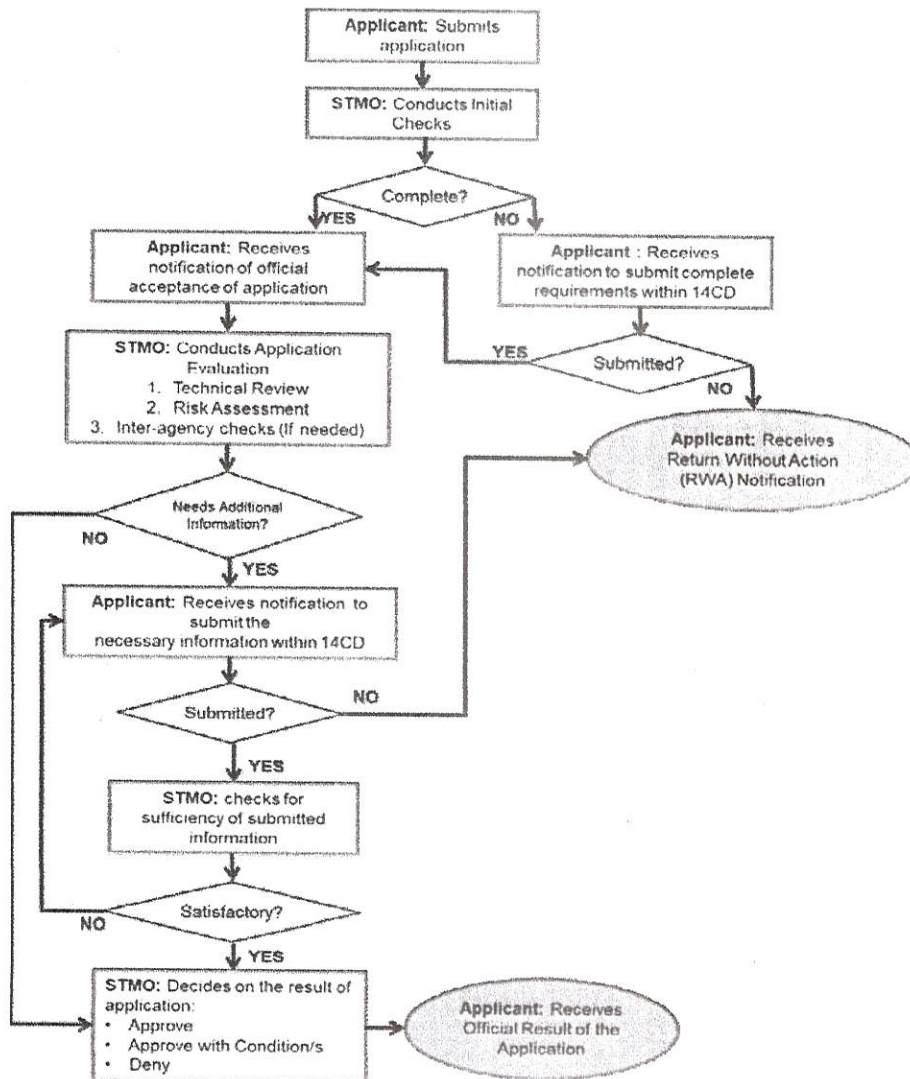 Applicant: Submits
application
STMO: Conducts Initial
Checks
Complete?
YES
NO
Applicant: Receives
notification of official
acceptance of application
Applicant : Receives
notification to submit complete
requirements within 14CD
STMO: Conducts Application
Evaluation
1. Technical Review
2. Risk Assessment
3. Inter-agency checks (If needed)
YES
Submitted?
NO
Applicant: Receives
Return Without Action
(RWA) Notification
Needs Additional
Information?
NO
YES
Applicant: Receives notification to
submit the
necessary information within 14CD
Submitted?
NO
YES
STMO: checks for
sufficiency of submitted
information
Satisfactory?
NO
YES
STMO: Decides on the result of
application:
• Approve
• Approve with Condition/s
• Deny
Applicant: Receives
Official Result of the
Application